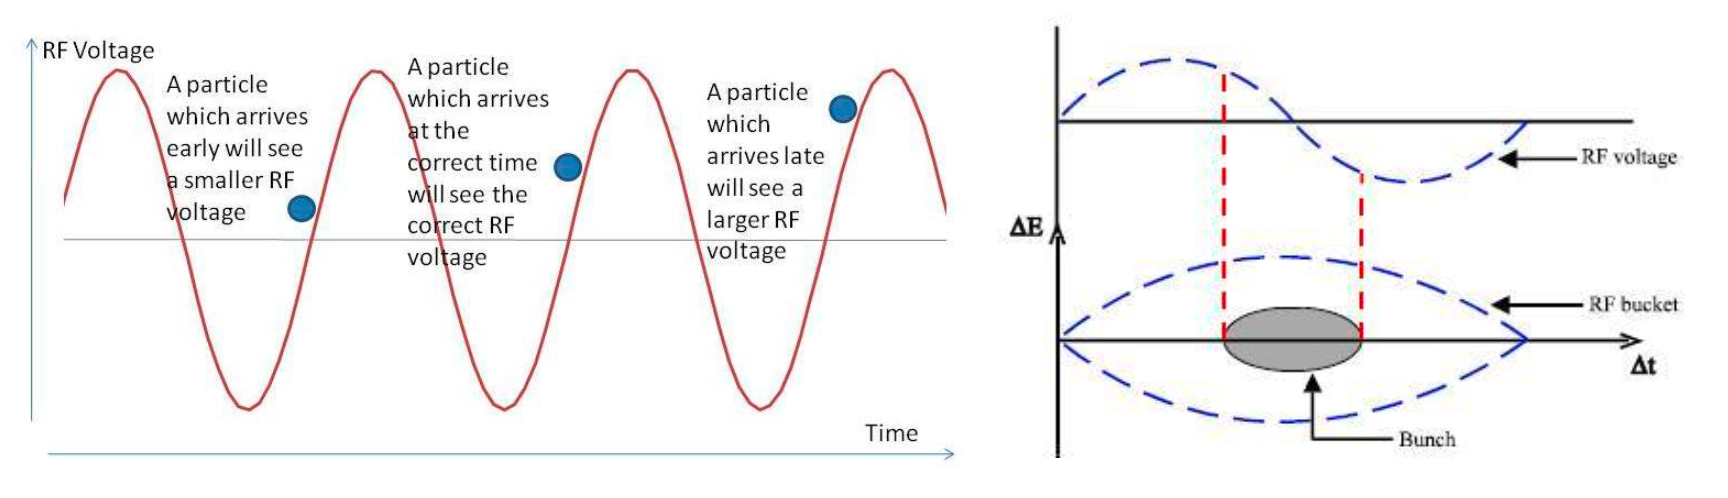 RF Voltage
A particle
which arrives
early will see
a smaller RF
voltage
A particle
which arrives
at the
correct time
will see the
correct RF
voltage
A particle
which
arrives late
will see a
larger RF
voltage
Time
RF voltage
ΔE
RF bucket
Δt
Bunch